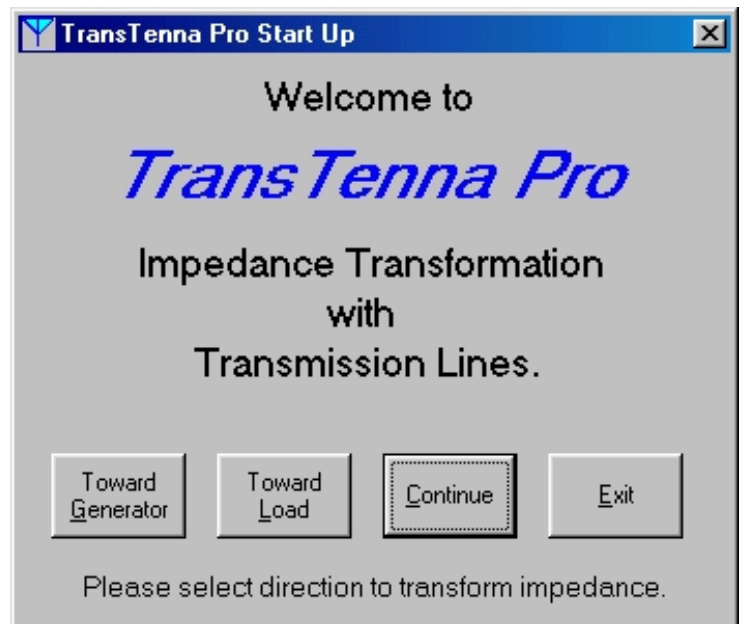 TransTenna Pro Start Up
Welcome to
TransTenna Pro
Impedance Transformation
with
Transmission Lines.
Toward
Generator
Toward
Load
Continue
Exit
Please select direction to transform impedance.